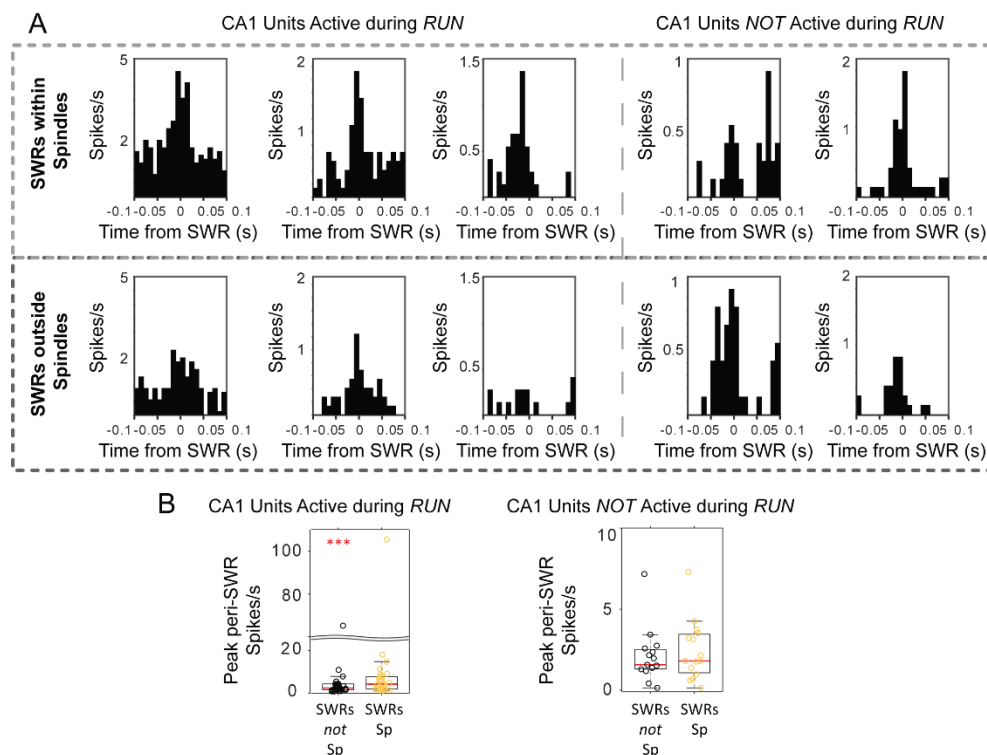 A
CA1 Units Active during RUN
CA1 Units NOT Active during RUN
SWRs within
Spindles
Spikes/s
5
2
-0.1 -0.05 0 0.05 0.1
Time from SWR (s)
Spikes/s
2
1
0
-0.1 -0.05 0 0.05 0.1
Time from SWR (s)
Spikes/s
1.5
0.5
-0.1 -0.05 0 0.05 0.1
Time from SWR (s)
Spikes/s
1
0.5
0
-0.1 -0.05 0 0.05 0.1
Time from SWR (s)
Spikes/s
2
1
0
-0.1 -0.05 0 0.05 0.1
Time from SWR (s)
SWRs outside
Spindles
Spikes/s
5
2
-0.1 -0.05 0 0.05 0.1
Time from SWR (s)
Spikes/s
2
1
0
-0.1 -0.05 0 0.05 0.1
Time from SWR (s)
Spikes/s
1.5
0.5
-0.1 -0.05 0 0.05 0.1
Time from SWR (s)
Spikes/s
1
0.5
-0.1 -0.05 0 0.05 0.1
Time from SWR (s)
Spikes/s
2
1
0
-0.1 -0.05 0 0.05 0.1
Time from SWR (s)
B
CA1 Units Active during RUN
Peak peri-SWR
Spikes/s
100
80
20
0
***
SWRs
not
Sp
SWRs
Sp
CA1 Units NOT Active during RUN
Peak peri-SWR
Spikes/s
10
5
0
SWRs
not
Sp
SWRs
Sp